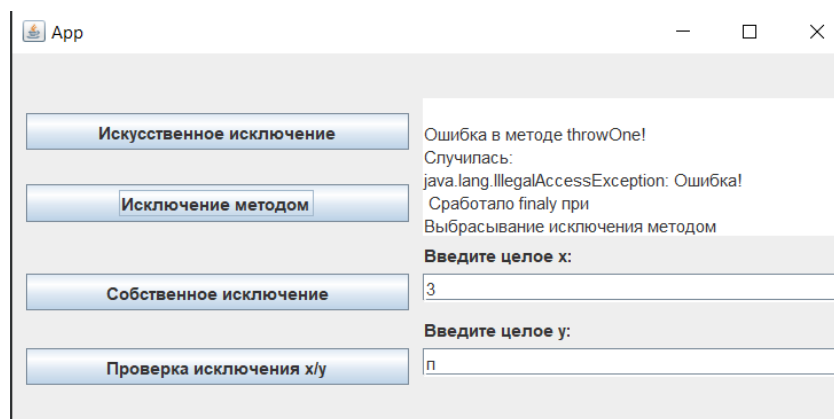 App
Искусственное исключение
Исключение методом
Собственное исключение
Проверка исключения x/y
Ошибка в методе throwOne!
Случилась:
java.lang.IllegalAccessException: Ошибка!
Сработало finaly при
Выбрасывание исключения методом
Введите целое x:
3
Введите целое y:
п